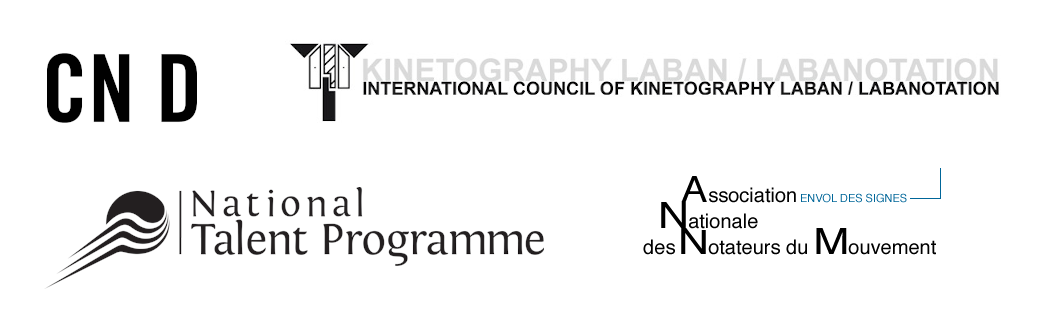 CN D
KINETOGRAPHY LABAN / LABANOTATION
INTERNATIONAL COUNCIL OF KINETOGRAPHY LABAN / LABANOTATION
National
Talent Programme
Association ENVOL DES SIGNES
Nationale
des Notateurs du Mouvement